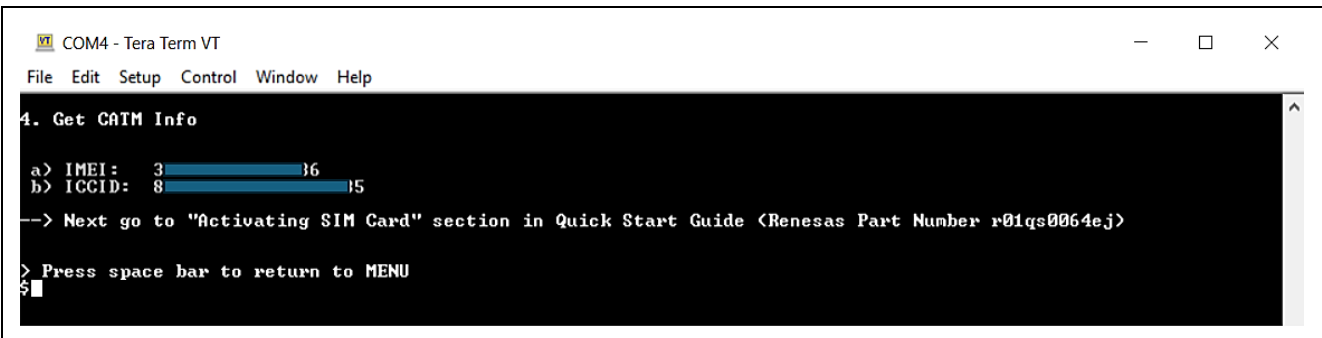 COM4 - Tera Term VT
File Edit Setup Control Window Help
4. Get CATM Info
a) IMEI: 3 36
b) ICCID: 8 35
--> Next go to "Activating SIM Card" section in Quick Start Guide (Renesas Part Number r01qs0064ej)
> Press space bar to return to MENU
$